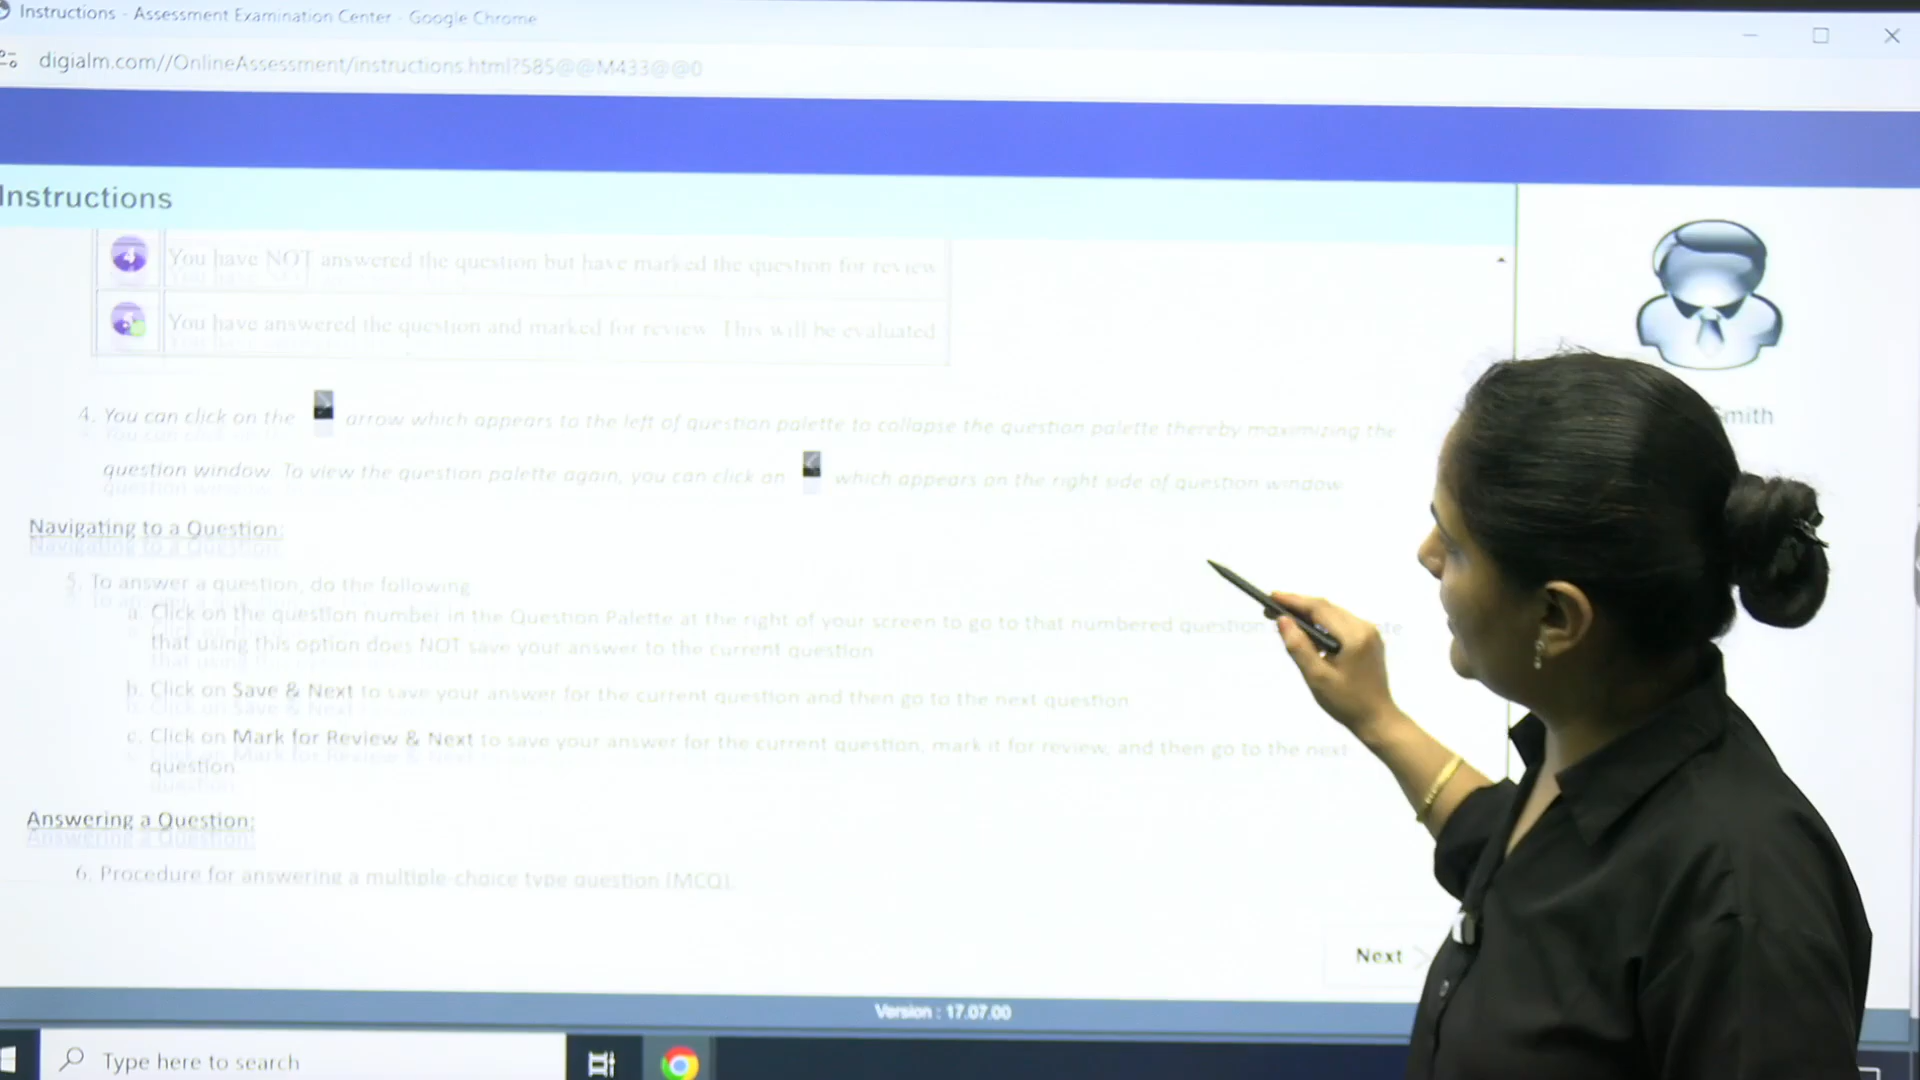 Instructions - Assessment Examination Center - Google Chrome
digialm.com//OnlineAssessment/instructions.html?585@@M433@@0
Instructions
4 You have NOT answered the question but have marked the question for review
5 You have answered the question and marked for review. This will be evaluated
4. You can click on the arrow which appears to the left of question palette to collapse the question palette thereby maximizing the
question window. To view the question palette again, you can click on which appears on the right side of question window.
mith
Navigating to a Question:
5. To answer a question, do the following
a. Click on the question number in the Question Palette at the right of your screen to go to that numbered question
that using this option does NOT save your answer to the current question
b. Click on Save & Next to save your answer for the current question and then go to the next question
c. Click on Mark for Review & Next to save your answer for the current question, mark it for review, and then go to the next
question
Answering a Question:
6. Procedure for answering a multiple choice type question (MCQ).
Next
Version : 17.07.00
Type here to search